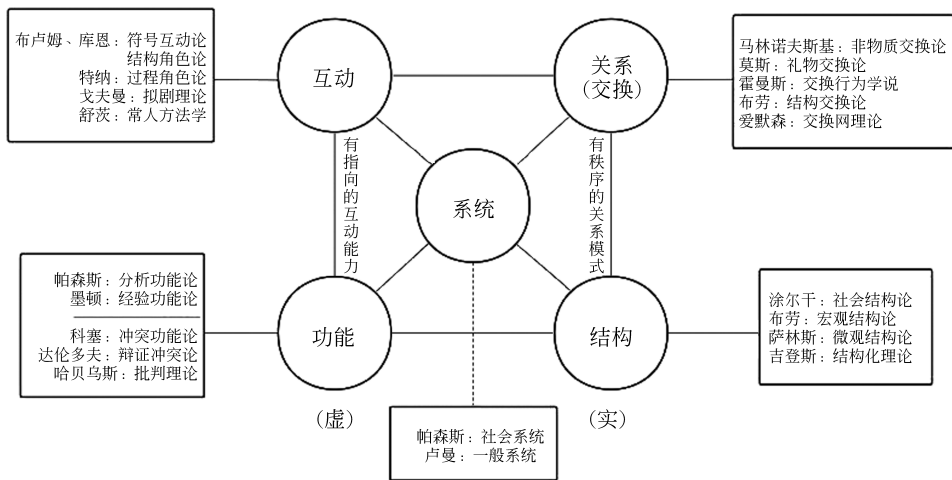 布卢姆、库恩：符号互动论
结构角色论
特纳：过程角色论
戈夫曼：拟剧理论
舒茨：常人方法学
互动
关系
（交换）
马林诺夫斯基：非物质交换论
莫斯：礼物交换论
霍曼斯：交换行为学说
布劳：结构交换论
爱默森：交换网理论
有指向的互动能力
系统
有秩序的关系模式
帕森斯：分析功能论
墨顿：经验功能论
科塞：冲突功能论
达伦多夫：辩证冲突论
哈贝乌斯：批判理论
功能
（虚）
结构
（实）
涂尔干：社会结构论
布劳：宏观结构论
萨林斯：微观结构论
吉登斯：结构化理论
帕森斯：社会系统
卢曼：一般系统